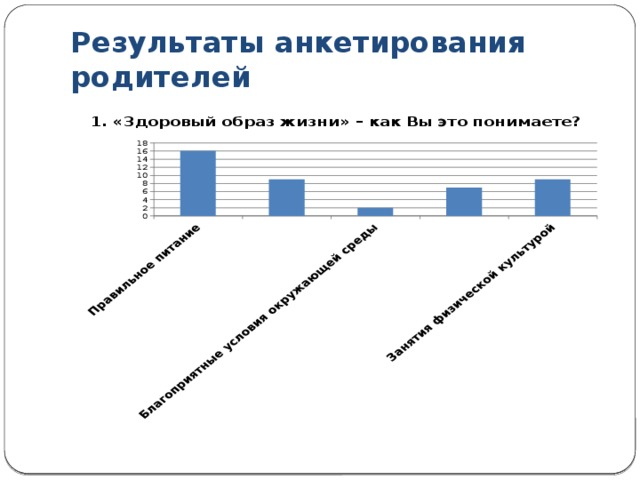 Результаты анкетирования
родителей
1. «Здоровый образ жизни» – как Вы это понимаете?
18
16
14
12
10
8
6
4
2
0
Правильное питание
Благоприятные условия окружающей среды
Занятия физической культурой